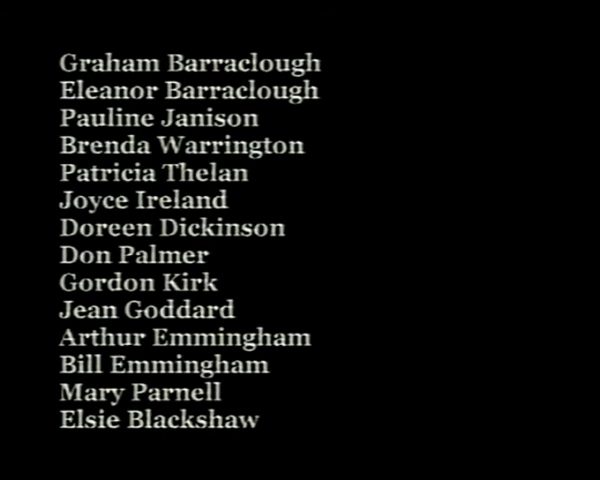 Graham Barraclough
Eleanor Barraclough
Pauline Janison
Brenda Warrington
Patricia Thelan
Joyce Ireland
Doreen Dickinson
Don Palmer
Gordon Kirk
Jean Goddard
Arthur Emmingham
Bill Emmingham
Mary Parnell
Elsie Blackshaw